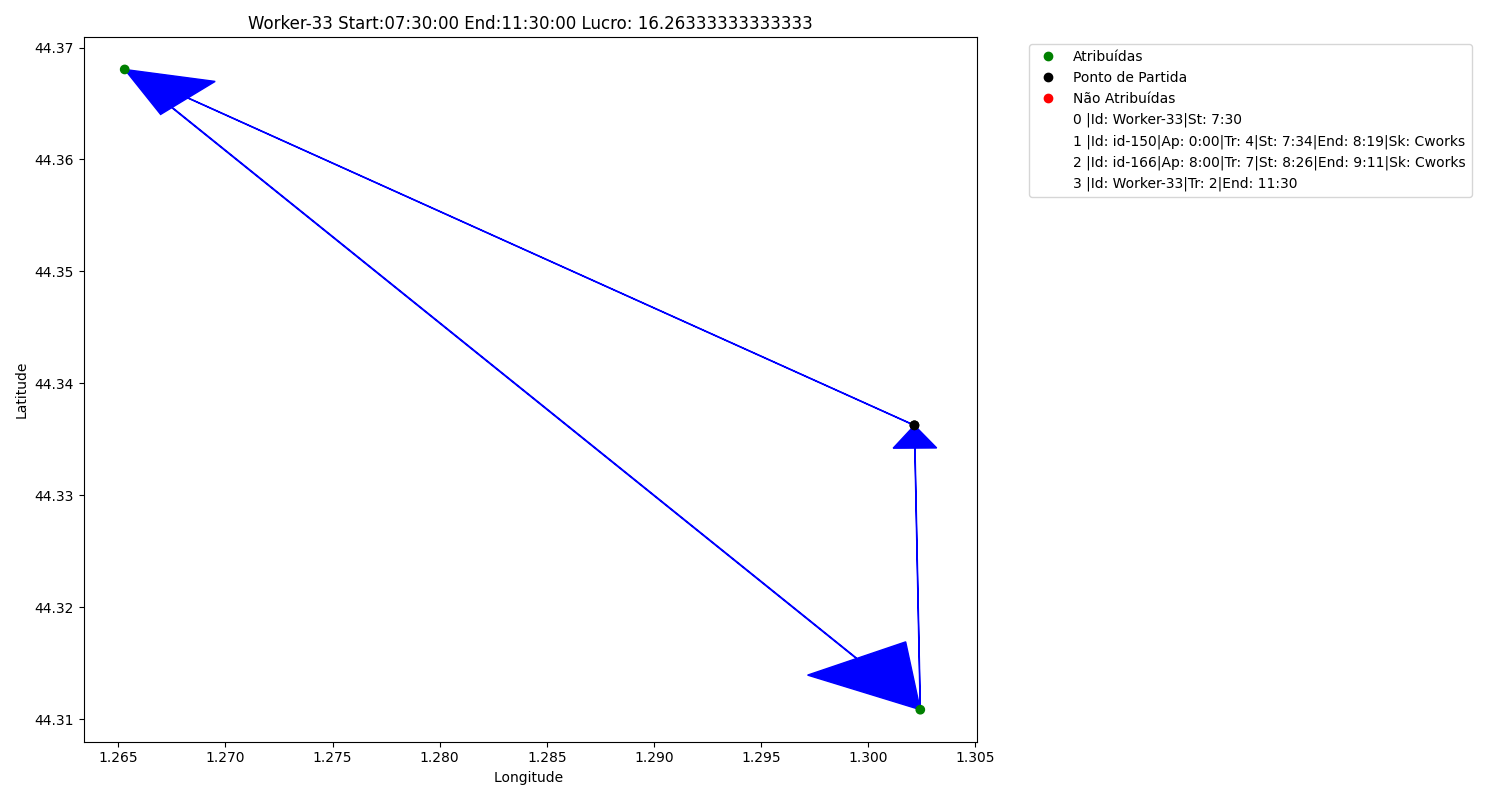 Worker-33 Start:07:30:00 End:11:30:00 Lucro: 16.26333333333333
44.37
44.36
44.35
44.34
44.33
44.32
44.31
Latitude
1.265
1.270
1.275
1.280
1.285
1.290
1.295
1.300
1.305
Longitude
Atribuídas
Ponto de Partida
Não Atribuídas
0 |Id: Worker-33|St: 7:30
1 |Id: id-150|Ap: 0:00|Tr: 4|St: 7:34|End: 8:19|Sk: Cworks
2 |Id: id-166|Ap: 8:00|Tr: 7|St: 8:26|End: 9:11|Sk: Cworks
3 |Id: Worker-33|Tr: 2|End: 11:30